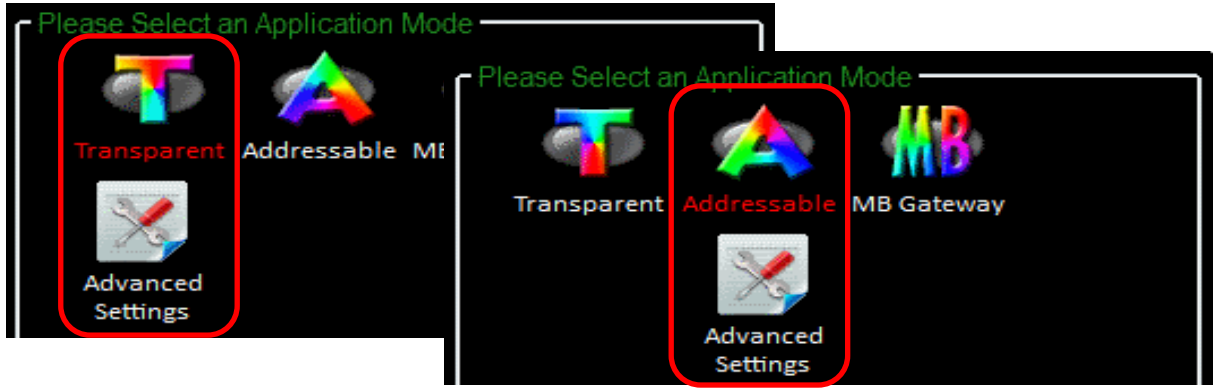 Please Select an Application Mode
Transparent Addressable
Advanced
Settings
Please Select an Application Mode
Transparent Addressable MB Gateway
Advanced
Settings